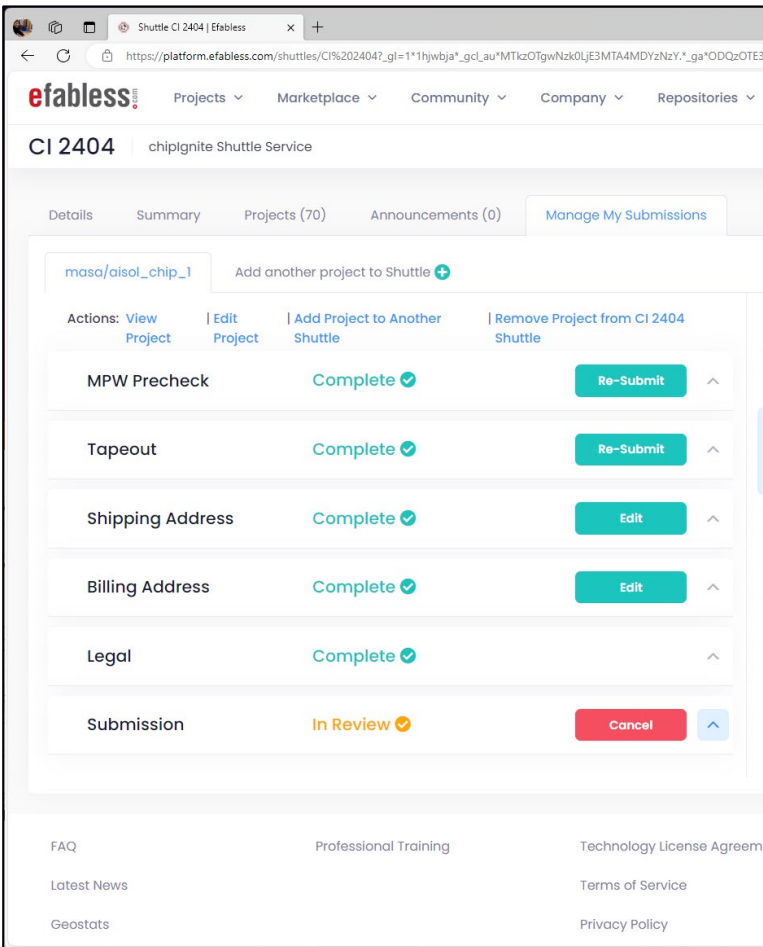 Shuttle CI 2404 | Efabless
https://platform.efabless.com/shuttles/CI%202404?_gl=1*1hjwbja*_gcl_au*MTkzOTgwNzk0LjE3MTA4MDYzNzY.*_ga*ODQzOTE3
efabless.com
Projects Marketplace Community Company Repositories
CI 2404 chipIgnite Shuttle Service
Details Summary Projects (70) Announcements (0) Manage My Submissions
masa/aisol_chip_1 Add another project to Shuttle
Actions: View Project | Edit Project | Add Project to Another Shuttle | Remove Project from CI 2404 Shuttle
MPW Precheck Complete Re-Submit
Tapeout Complete Re-Submit
Shipping Address Complete Edit
Billing Address Complete Edit
Legal Complete
Submission In Review Cancel
FAQ Professional Training Technology License Agreem
Latest News Terms of Service
Geostats Privacy Policy